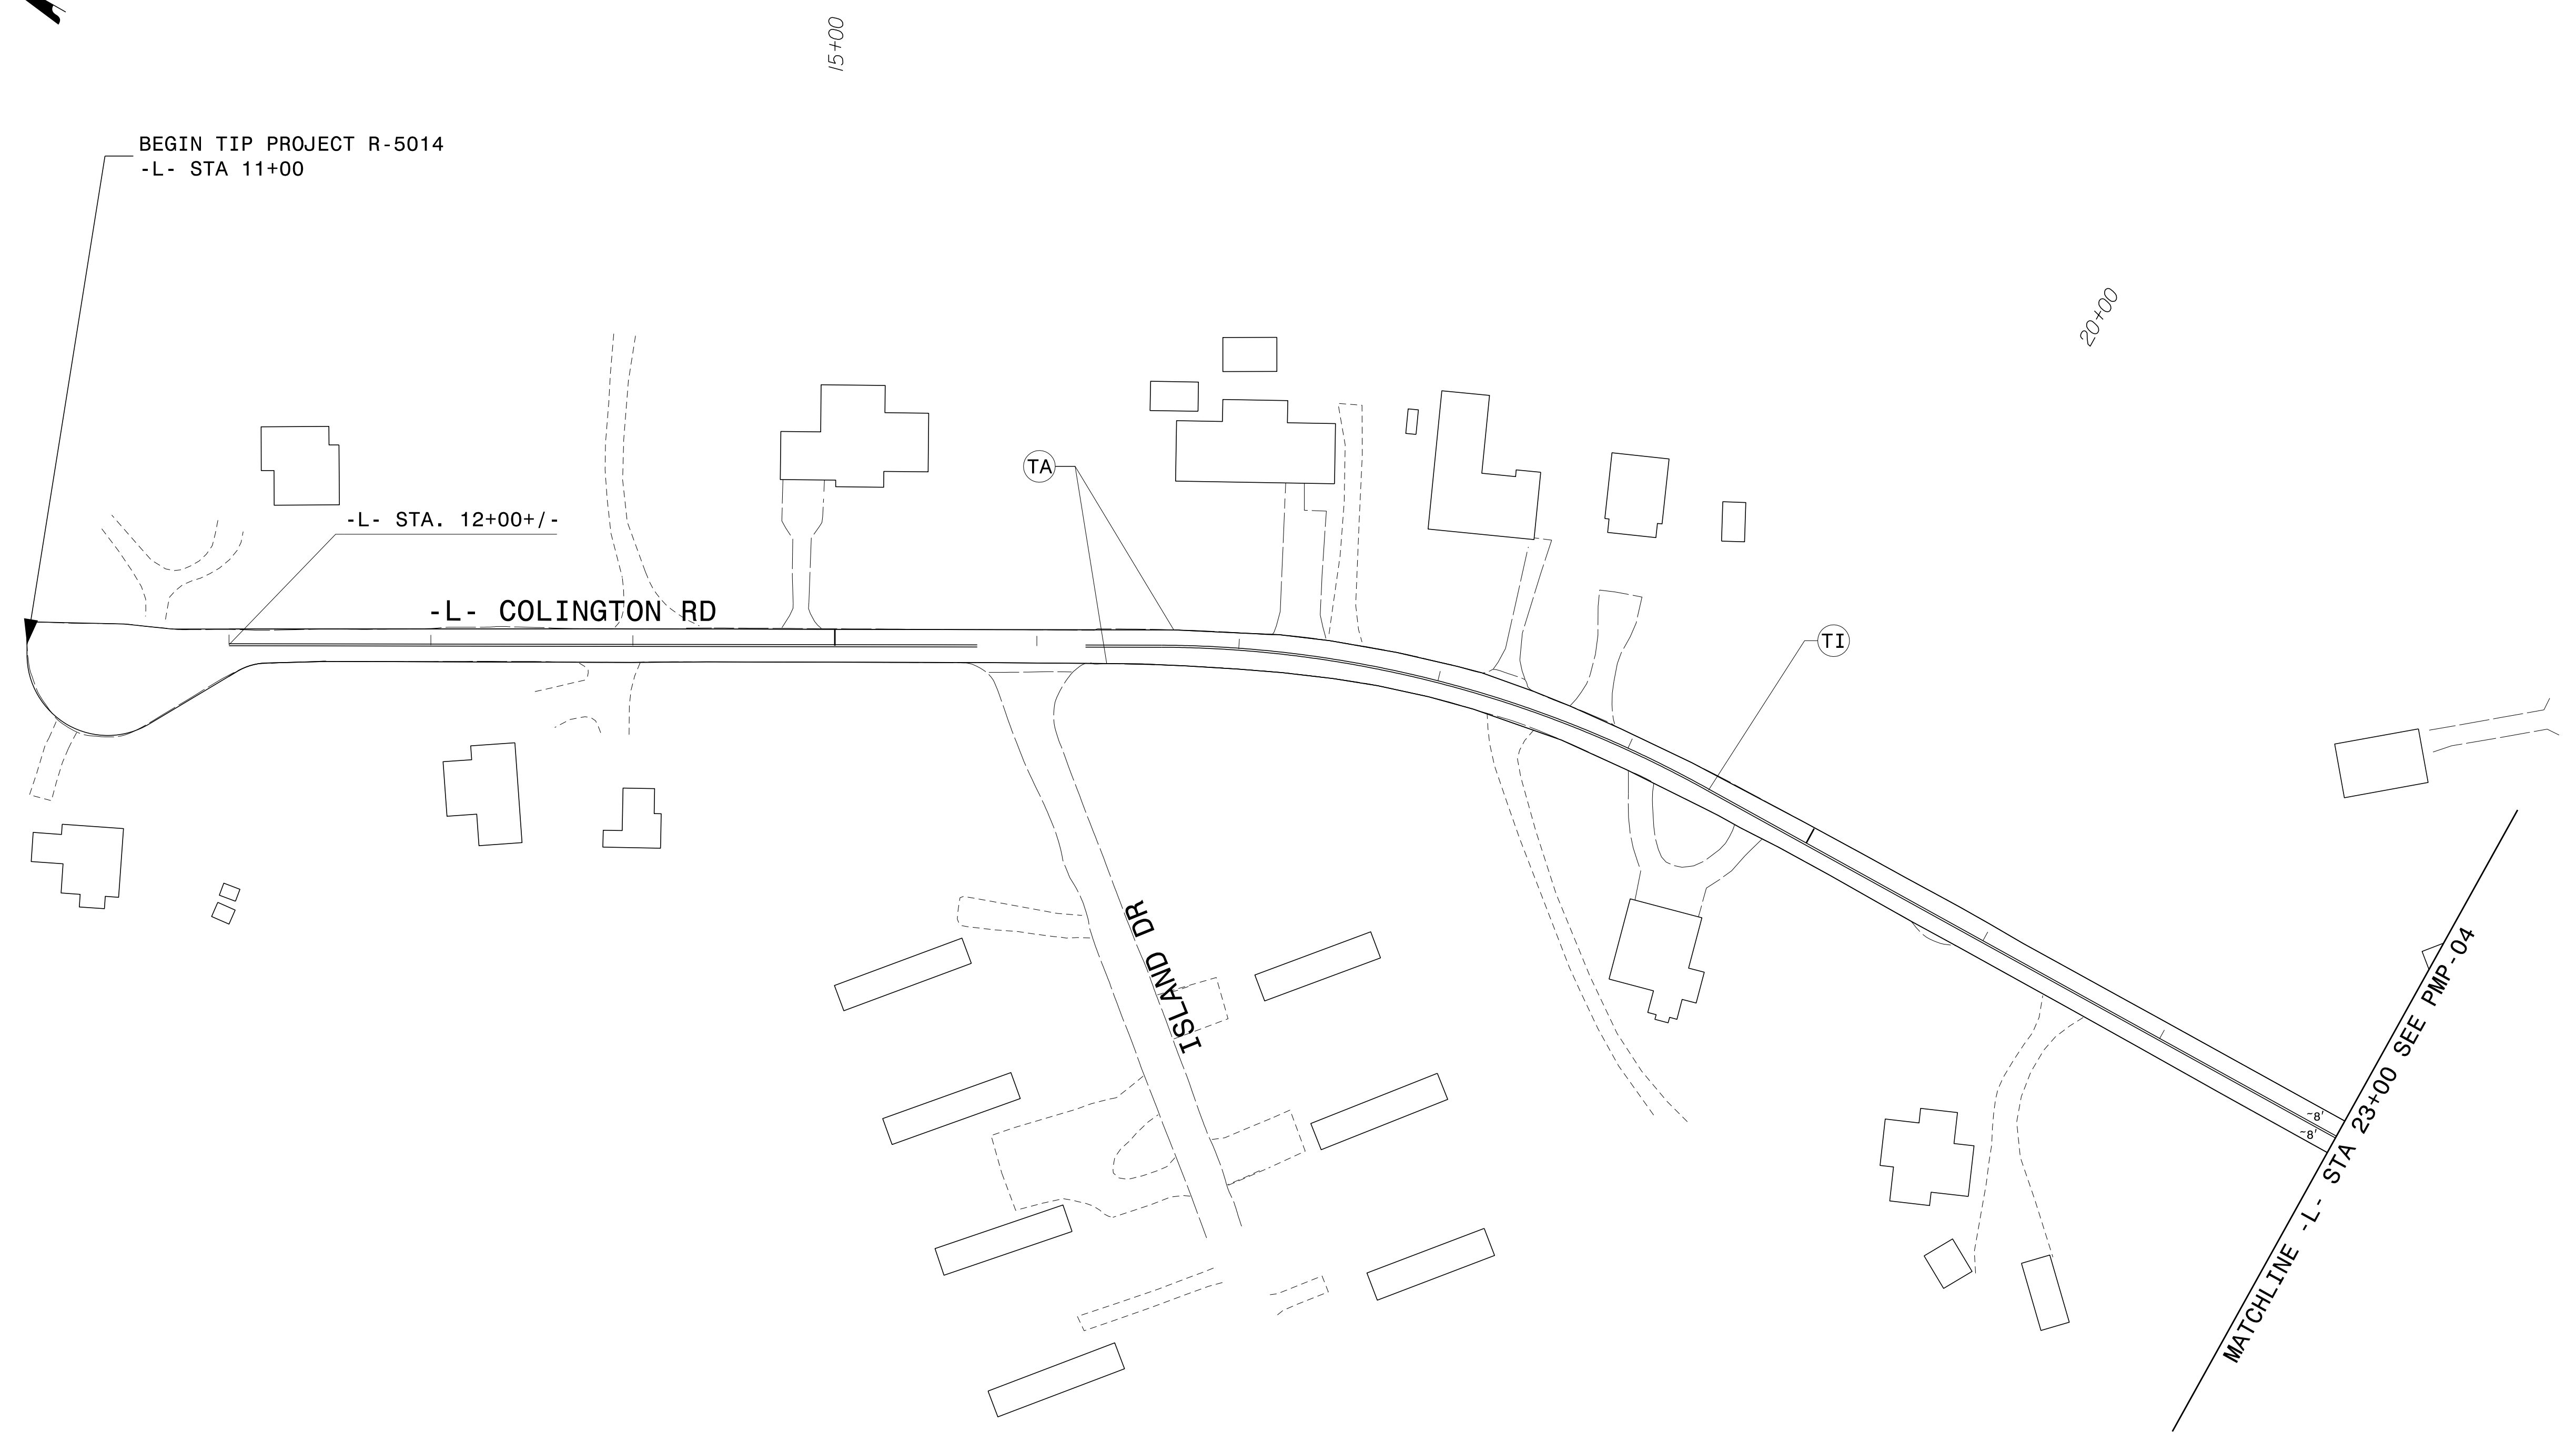 15+00
BEGIN TIP PROJECT R-5014
-L- STA 11+00
20+00
TA
-L- STA. 12+00+/-
-L- COLINGTON RD
TI
ISLAND DR
~8'
~8'
MATCHLINE -L- STA 23+00 SEE PMP-04